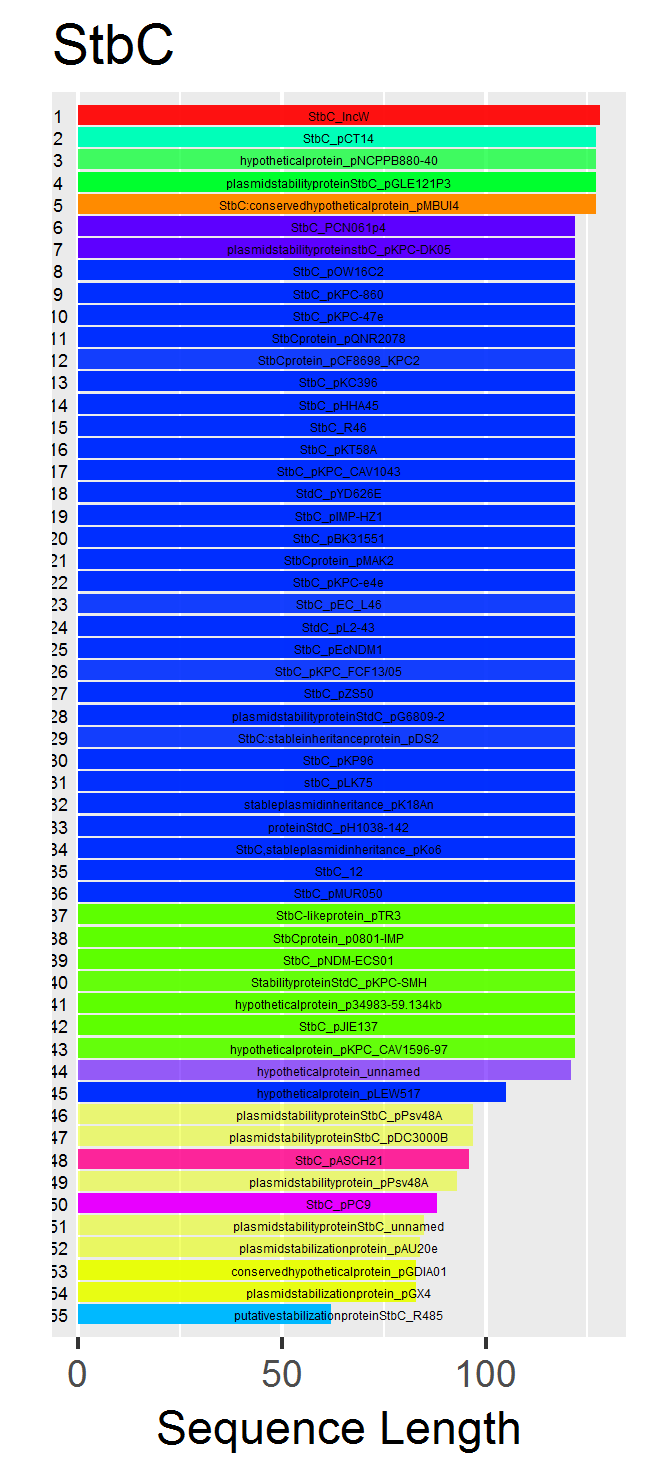 StbC
1 StbC_IncW
2 StbC_pCT14
3 hypotheticalprotein_pNCPPB880-40
4 plasmidstabilityproteinStbC_pGLE121P3
5 StbC:conservedhypotheticalprotein_pMBUI4
6 StbC_PCN061p4
7 plasmidstabilityproteinstbC_pKPC-DK05
8 StbC_pOW16C2
9 StbC_pKPC-860
10 StbC_pKPC-47e
11 StbCprotein_pQNR2078
12 StbCprotein_pCF8698_KPC2
13 StbC_pKC396
14 StbC_pHHA45
15 StbC_R46
16 StbC_pKT58A
17 StbC_pKPC_CAV1043
18 StdC_pYD626E
19 StbC_pIMP-HZ1
20 StbC_pBK31551
21 StbCprotein_pMAK2
22 StbC_pKPC-e4e
23 StbC_pEC_L46
24 StdC_pL2-43
25 StbC_pEcNDM1
26 StbC_pKPC_FCF13/05
27 StbC_pZS50
28 plasmidstabilityproteinStdC_pG6809-2
29 StbC:stableinheritanceprotein_pDS2
30 StbC_pKP96
31 stbC_pLK75
32 stableplasmidinheritance_pK18An
33 proteinStdC_pH1038-142
34 StbC,stableplasmidinheritance_pKo6
35 StbC_12
36 StbC_pMUR050
37 StbC-likeprotein_pTR3
38 StbCprotein_p0801-IMP
39 StbC_pNDM-ECS01
40 StabilityproteinStdC_pKPC-SMH
41 hypotheticalprotein_p34983-59.134kb
42 StbC_pJIE137
43 hypotheticalprotein_pKPC_CAV1596-97
44 hypotheticalprotein_unnamed
45 hypotheticalprotein_pLEW517
46 plasmidstabilityproteinStbC_pPsv48A
47 plasmidstabilityproteinStbC_pDC3000B
48 StbC_pASCH21
49 plasmidstabilityprotein_pPsv48A
50 StbC_pPC9
51 plasmidstabilityproteinStbC_unnamed
52 plasmidstabilizationprotein_pAU20e
53 conservedhypotheticalprotein_pGDIA01
54 plasmidstabilizationprotein_pGX4
55 putativestabilizationproteinStbC_R485
0 50 100
Sequence Length